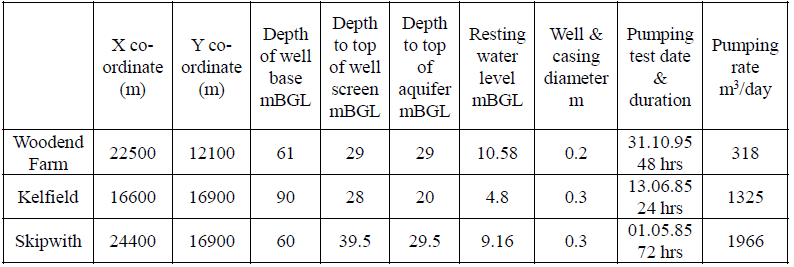 X co-ordinate (m) Y co-ordinate (m) Depth of well base mBGL Depth to top of well screen mBGL Depth to top of aquifer mBGL Resting water level mBGL Well & casing diameter m Pumping test date & duration Pumping rate m³/day
Woodend Farm 22500 12100 61 29 29 10.58 0.2 31.10.95 48 hrs 318
Kelfield 16600 16900 90 28 20 4.8 0.3 13.06.85 24 hrs 1325
Skipwith 24400 16900 60 39.5 29.5 9.16 0.3 01.05.85 72 hrs 1966